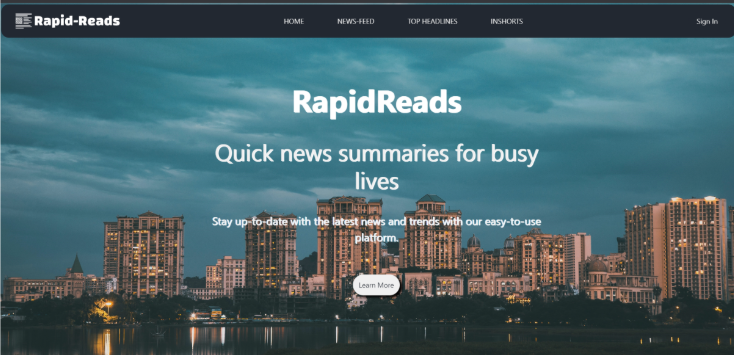 Rapid-Reads
HOME NEWS-FEED TOP HEADLINES INSHORTS Sign In
RapidReads
Quick news summaries for busy
lives
Stay up-to-date with the latest news and trends with our easy-to-use
platform.
Learn More